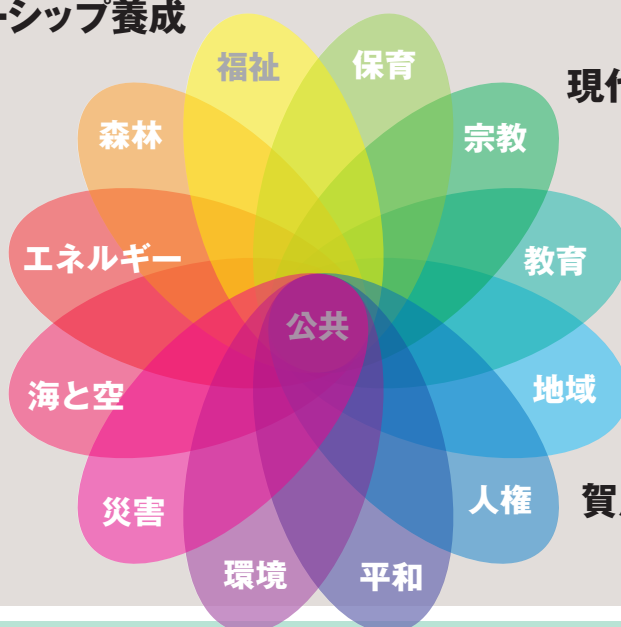 ーシップ養成
福祉
保育
現代
森林
宗教
エネルギー
教育
公共
海と空
地域
災害
人権
賀川
環境
平和